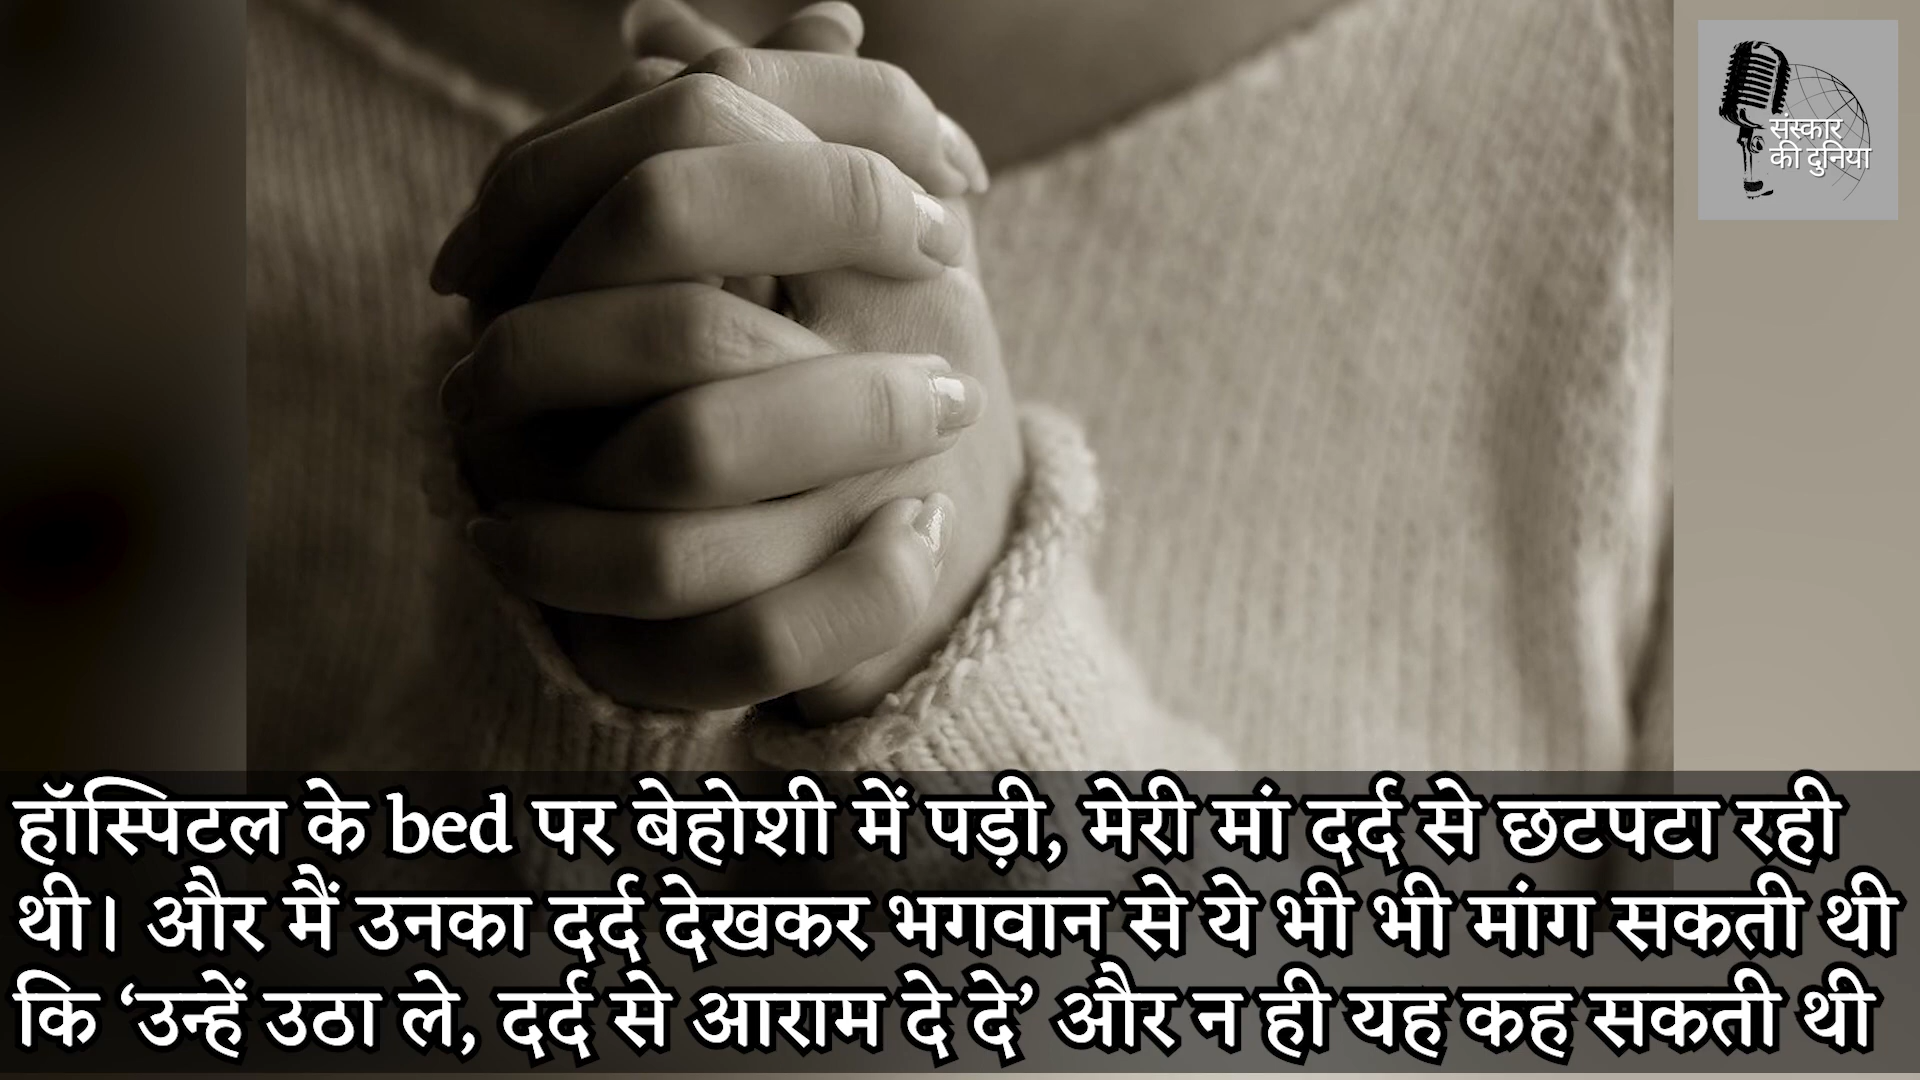 संस्कार
की दुनिया
हॉस्पिटल के bed पर बेहोशी में पड़ी, मेरी मां दर्द से छटपटा रही
थी। और मैं उनका दर्द देखकर भगवान से ये भी भी मांग सकती थी
कि ‘उन्हें उठा ले, दर्द से आराम दे दे’ और न ही यह कह सकती थी